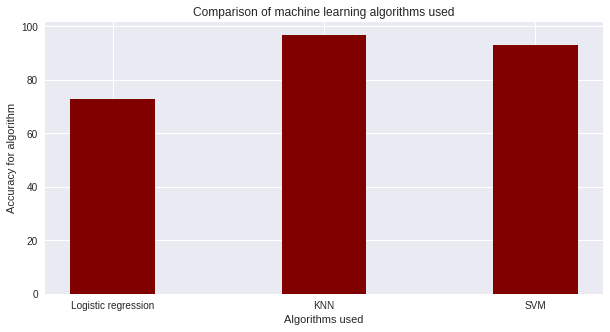 Comparison of machine learning algorithms used
100
80
60
40
20
0
Accuracy for algorithm
Logistic regression KNN SVM
Algorithms used